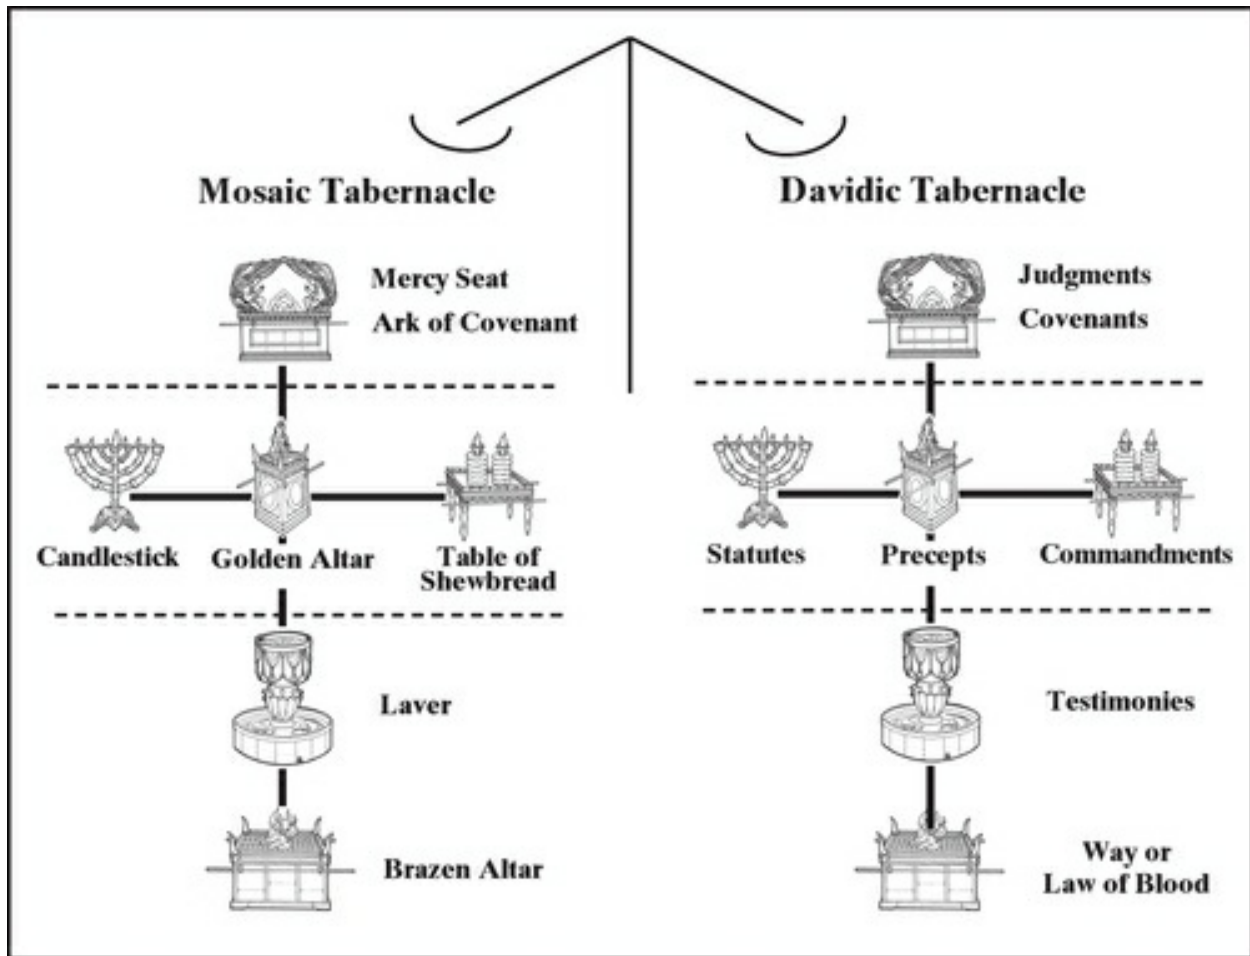 Mosaic Tabernacle
Mercy Seat
Ark of Covenant
Candlestick
Golden Altar
Table of
Shewbread
Laver
Brazen Altar
Davidic Tabernacle
Judgments
Covenants
Statutes
Precepts
Commandments
Testimonies
Way or
Law of Blood